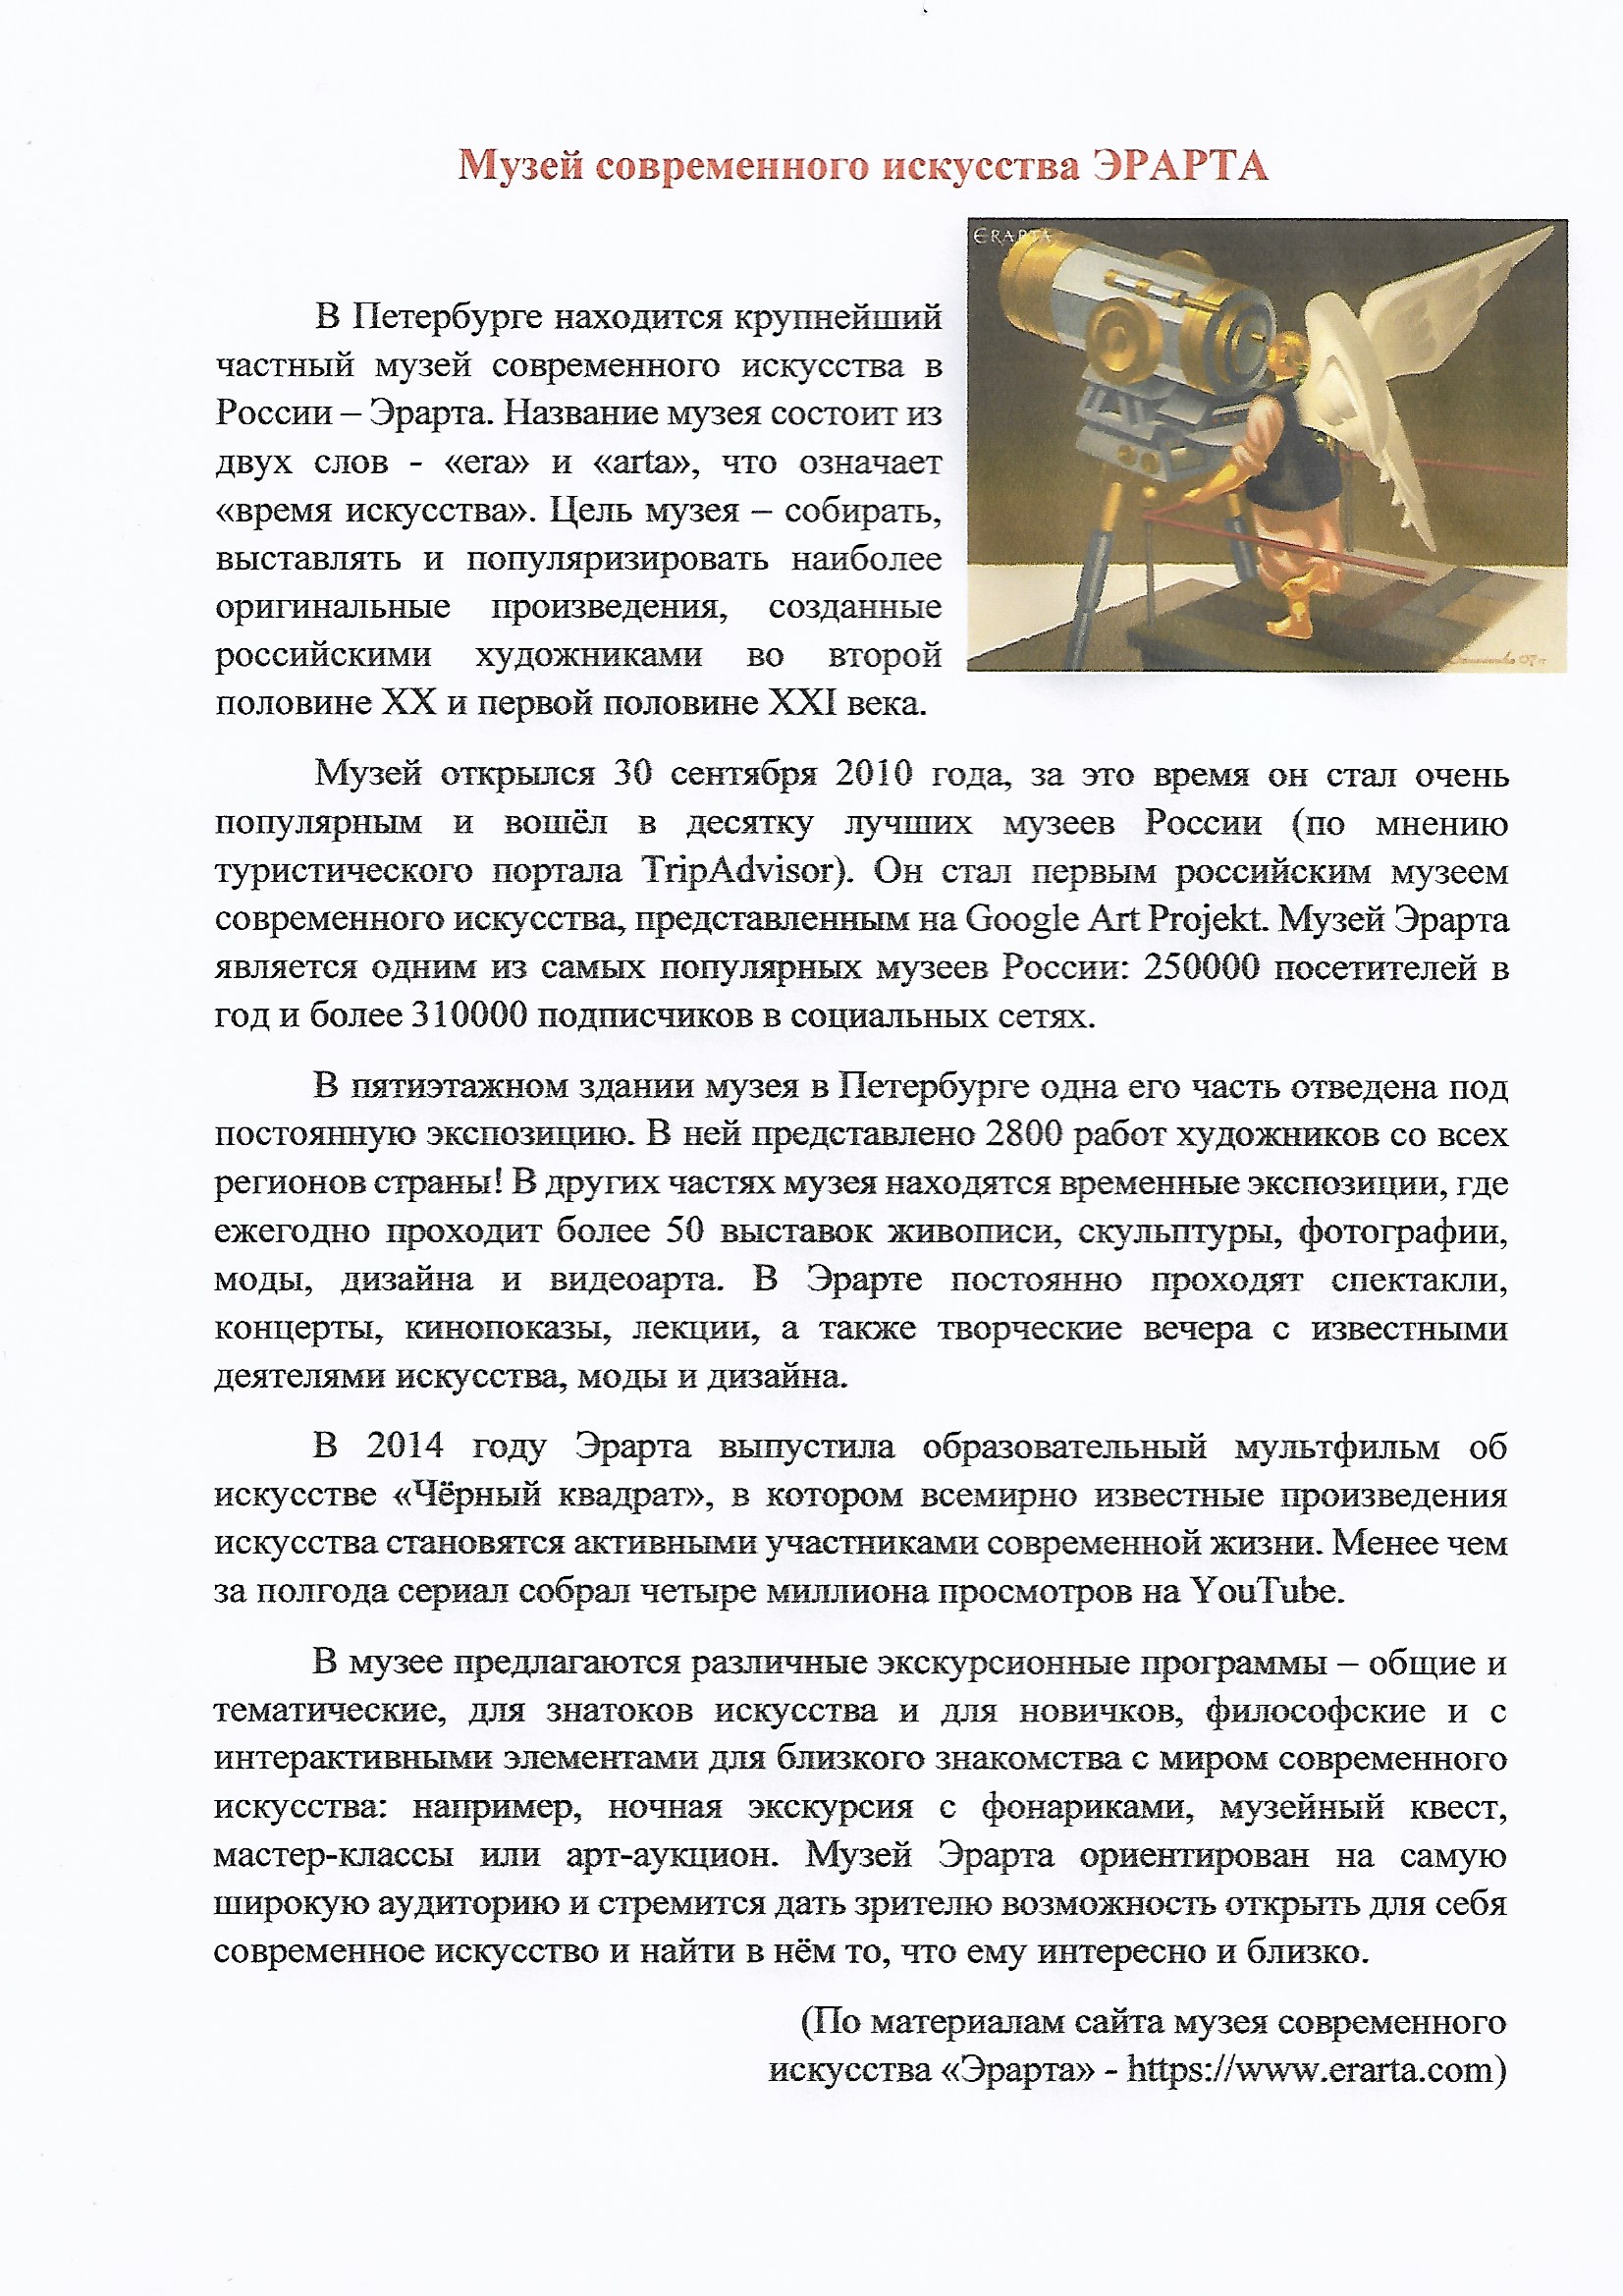 Музей современного искусства ЭРАРТА
ERARTA
В Петербурге находится крупнейший
частный музей современного искусства в
России – Эрарта. Название музея состоит из
двух слов - «era» и «arta», что означает
«время искусства». Цель музея – собирать,
выставлять и популяризировать наиболее
оригинальные произведения, созданные
российскими художниками во второй
половине XX и первой половине XXI века.
Музей открылся 30 сентября 2010 года, за это время он стал очень
популярным и вошёл в десятку лучших музеев России (по мнению
туристического портала TripAdvisor). Он стал первым российским музеем
современного искусства, представленным на Google Art Projekt. Музей Эрарта
является одним из самых популярных музеев России: 250000 посетителей в
год и более 310000 подписчиков в социальных сетях.
В пятиэтажном здании музея в Петербурге одна его часть отведена под
постоянную экспозицию. В ней представлено 2800 работ художников со всех
регионов страны! В других частях музея находятся временные экспозиции, где
ежегодно проходит более 50 выставок живописи, скульптуры, фотографии,
моды, дизайна и видеоарта. В Эрарте постоянно проходят спектакли,
концерты, кинопоказы, лекции, а также творческие вечера с известными
деятелями искусства, моды и дизайна.
В 2014 году Эрарта выпустила образовательный мультфильм об
искусстве «Чёрный квадрат», в котором всемирно известные произведения
искусства становятся активными участниками современной жизни. Менее чем
за полгода сериал собрал четыре миллиона просмотров на YouTube.
В музее предлагаются различные экскурсионные программы – общие и
тематические, для знатоков искусства и для новичков, философские и с
интерактивными элементами для близкого знакомства с миром современного
искусства: например, ночная экскурсия с фонариками, музейный квест,
мастер-классы или арт-аукцион. Музей Эрарта ориентирован на самую
широкую аудиторию и стремится дать зрителю возможность открыть для себя
современное искусство и найти в нём то, что ему интересно и близко.
(По материалам сайта музея современного
искусства «Эрарта» - https://www.erarta.com)